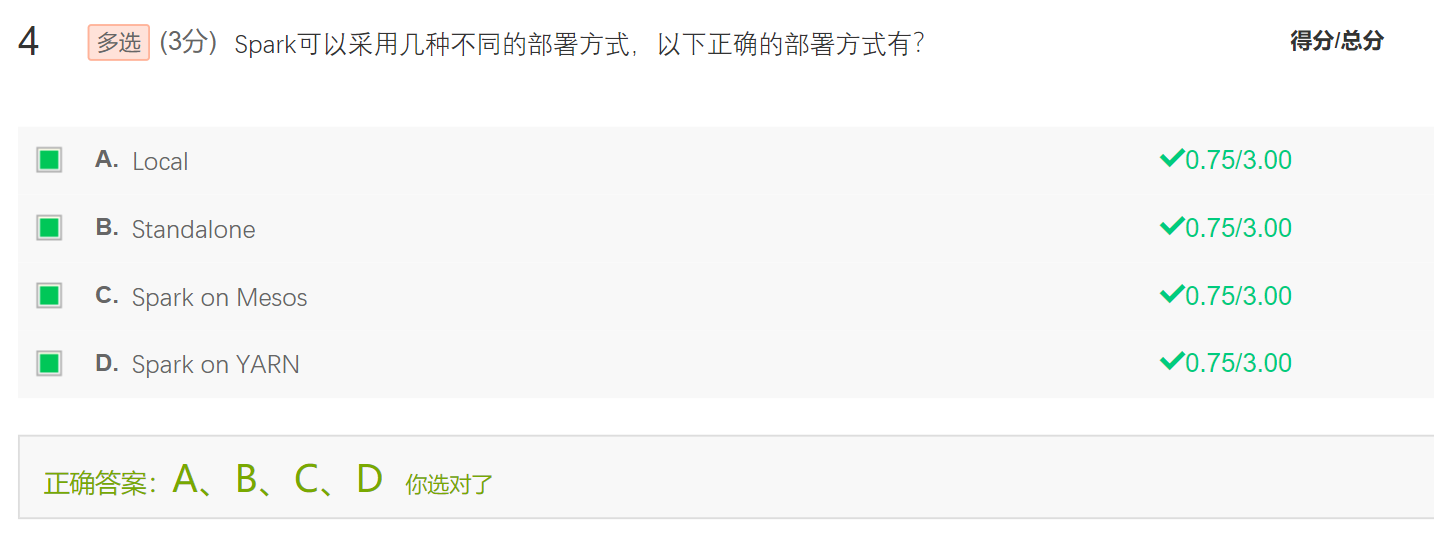 4 多选 (3分) Spark可以采用几种不同的部署方式，以下正确的部署方式有？ 得分/总分
A. Local ✔0.75/3.00
B. Standalone ✔0.75/3.00
C. Spark on Mesos ✔0.75/3.00
D. Spark on YARN ✔0.75/3.00
正确答案：A、B、C、D 你选对了